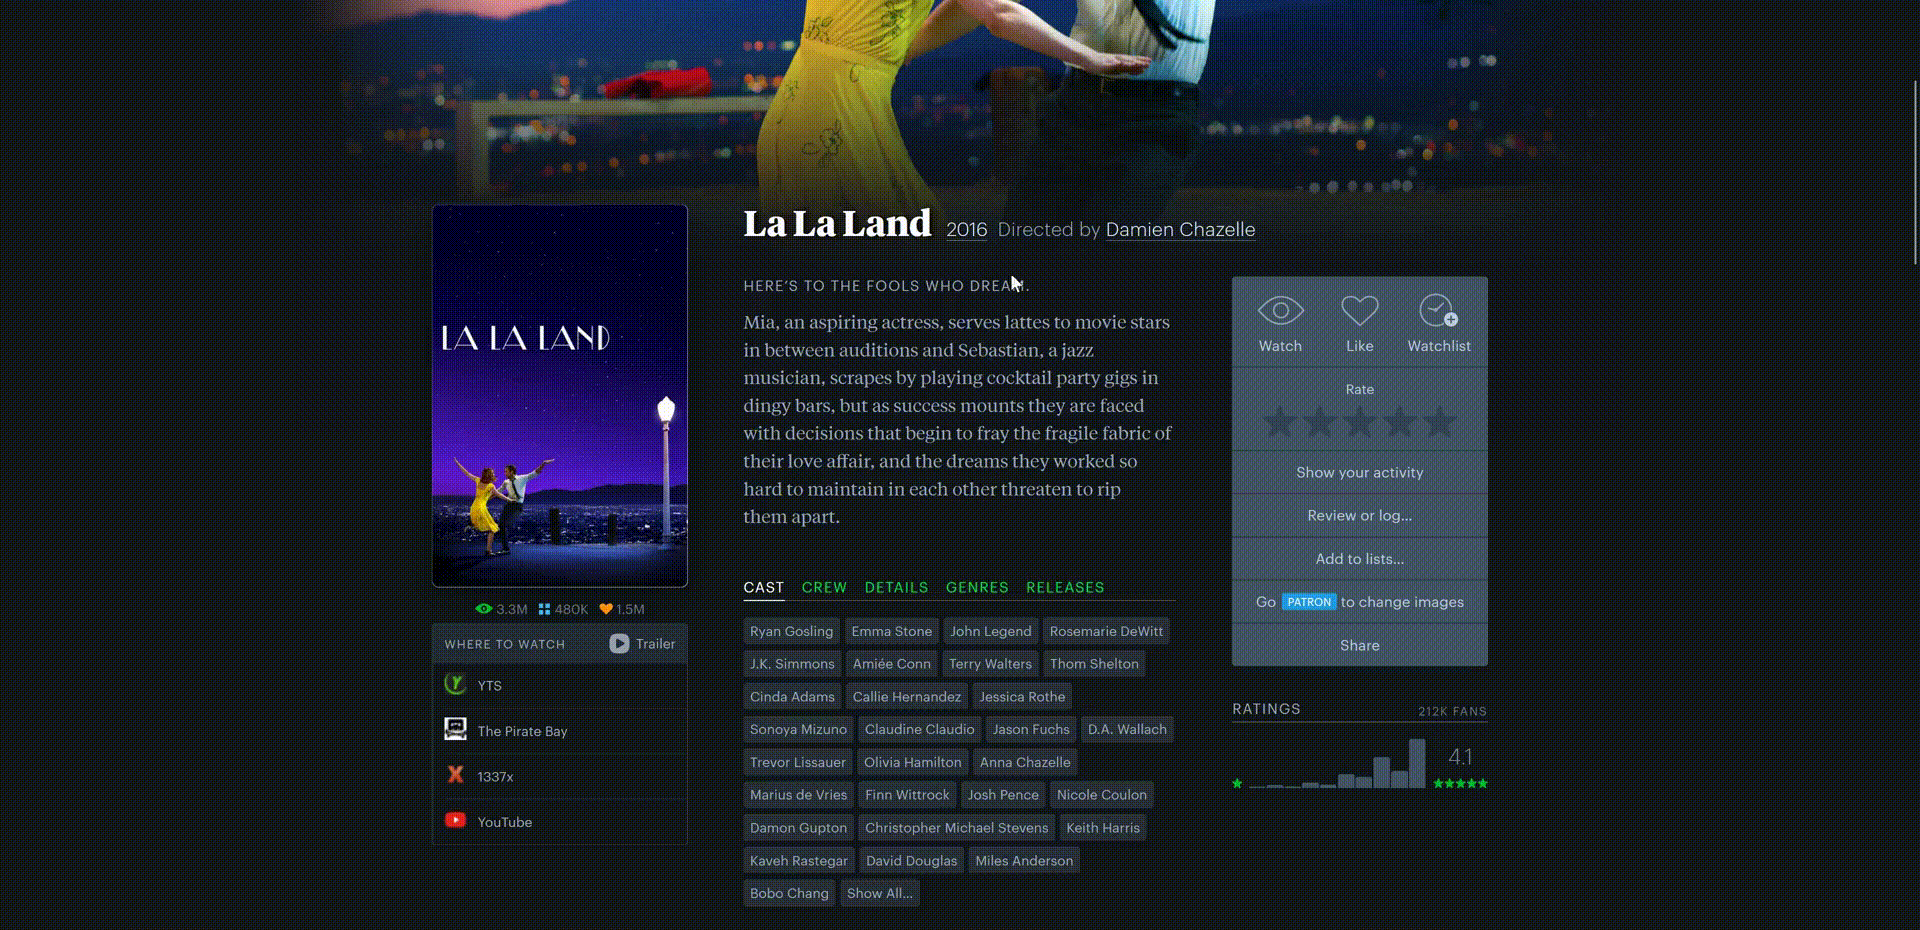 La La Land 2016 Directed by Damien Chazelle
LA LA LAND
3.3M 480K 1.5M
WHERE TO WATCH Trailer
YTS
The Pirate Bay
1337x
YouTube
HERE'S TO THE FOOLS WHO DREAM.
Mia, an aspiring actress, serves lattes to movie stars
in between auditions and Sebastian, a jazz
musician, scrapes by playing cocktail party gigs in
dingy bars, but as success mounts they are faced
with decisions that begin to fray the fragile fabric of
their love affair, and the dreams they worked so
hard to maintain in each other threaten to rip
them apart.
CAST CREW DETAILS GENRES RELEASES
Ryan Gosling Emma Stone John Legend Rosemarie DeWitt
J.K. Simmons Amiée Conn Terry Walters Thom Shelton
Cinda Adams Callie Hernandez Jessica Rothe
Sonoya Mizuno Claudine Claudio Jason Fuchs D.A. Wallach
Trevor Lissauer Olivia Hamilton Anna Chazelle
Marius de Vries Finn Wittrock Josh Pence Nicole Coulon
Damon Gupton Christopher Michael Stevens Keith Harris
Kaveh Rastegar David Douglas Miles Anderson
Bobo Chang Show All...
Watch Like Watchlist
Rate
Show your activity
Review or log...
Add to lists...
Go PATRON to change images
Share
RATINGS 212K FANS
4.1